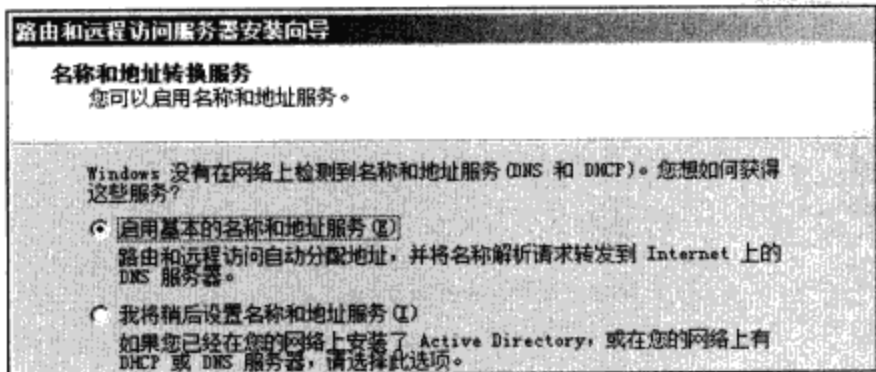 路由和远程访问服务器安装向导
名称和地址转换服务
您可以启用名称和地址服务。
Windows 没有在网络上检测到名称和地址服务(DNS 和 DHCP)。您想如何获得
这些服务?
启用基本的名称和地址服务(E)
路由和远程访问自动分配地址，并将名称解析请求转发到 Internet 上的
DNS 服务器。
我将稍后设置名称和地址服务(I)
如果您已经在您的网络上安装了 Active Directory，或在您的网络上有
DHCP 或 DNS 服务器，请选择此选项。